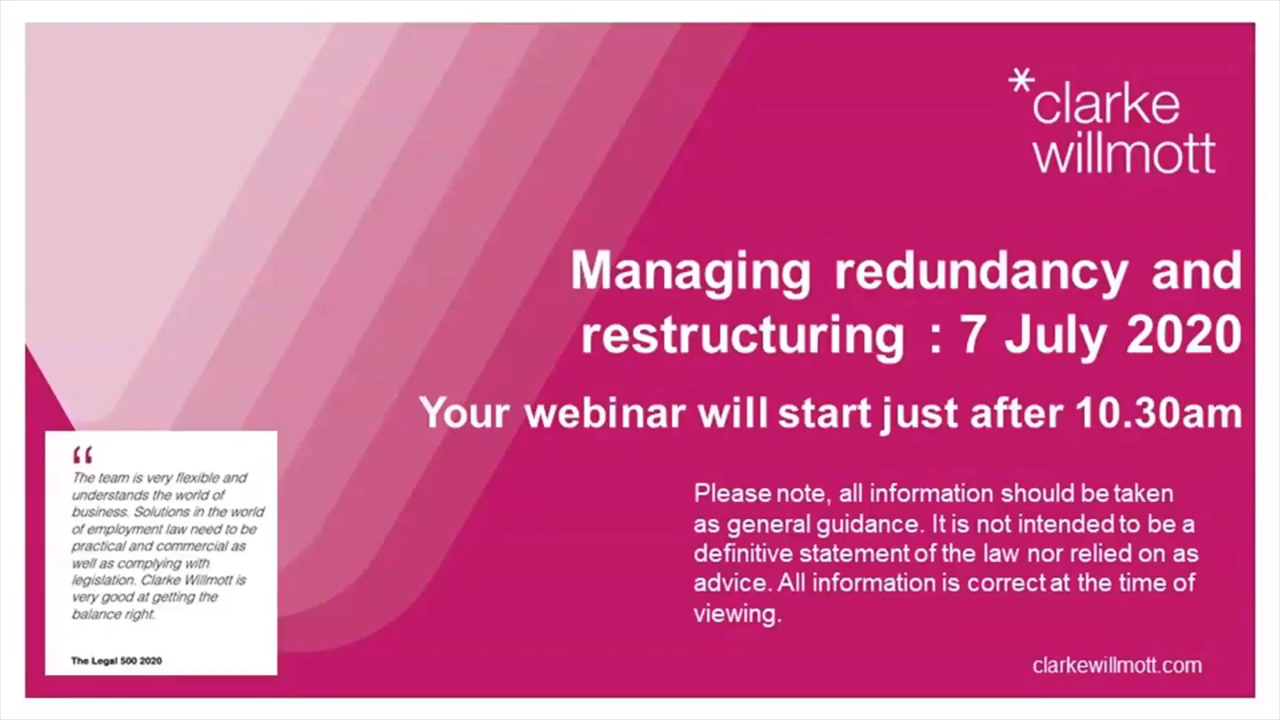 *clarke
willmott
Managing redundancy and
restructuring : 7 July 2020
Your webinar will start just after 10.30am
Please note, all information should be taken
as general guidance. It is not intended to be a
definitive statement of the law nor relied on as
advice. All information is correct at the time of
viewing.
“
The team is very flexible and
understands the world of
business. Solutions in the world
of employment law need to be
practical and commercial as
well as complying with
legislation. Clarke Willmott is
very good at getting the
balance right.
The Legal 500 2020
clarkewillmott.com